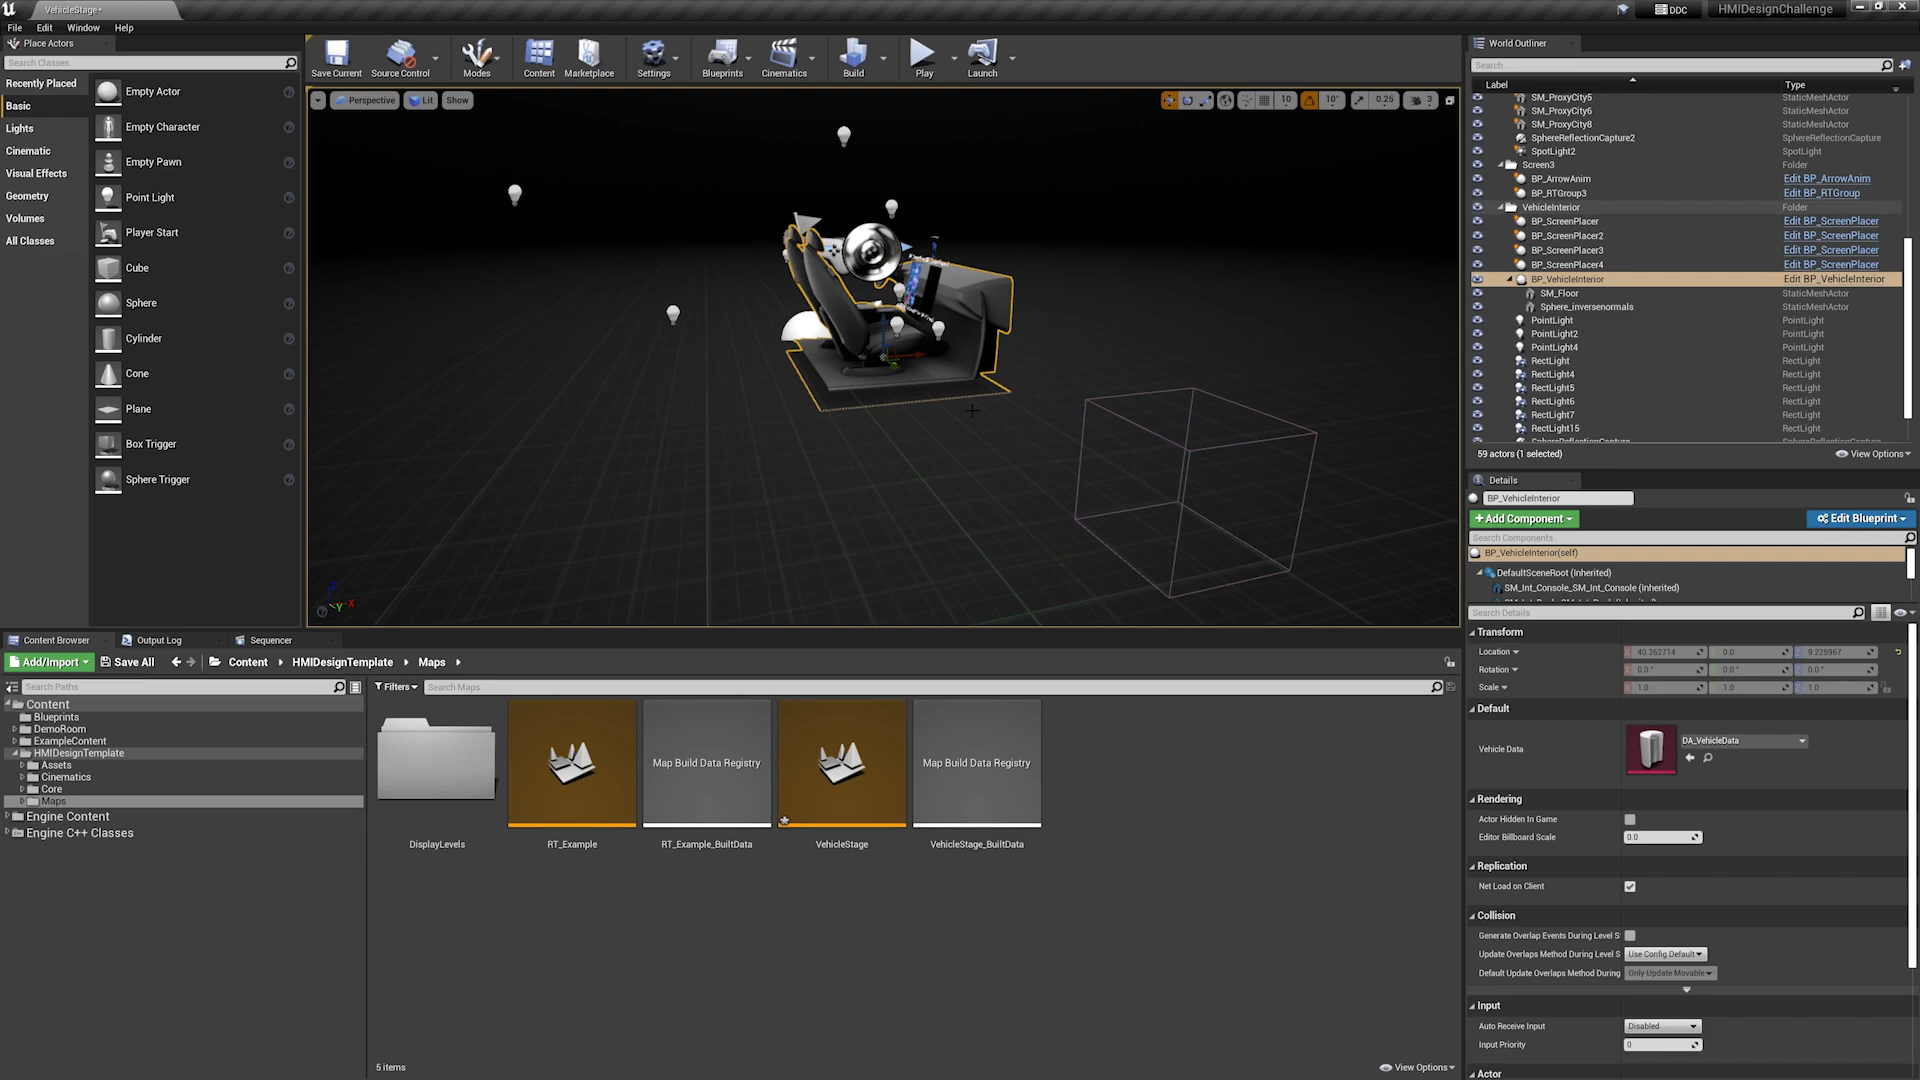 VehicleStage*
DDC
HMIDesignChallenge
File
Edit
Window
Help
Place Actors
Search Classes
Recently Placed
Basic
Lights
Cinematic
Visual Effects
Geometry
Volumes
All Classes
Empty Actor
Empty Character
Empty Pawn
Point Light
Player Start
Cube
Sphere
Cylinder
Cone
Plane
Box Trigger
Sphere Trigger
Save Current
Source Control
Modes
Content
Marketplace
Settings
Blueprints
Cinematics
Build
Play
Launch
Perspective
Lit
Show
10
10°
0.25
3
Z
Y
X
World Outliner
Search...
Label
Type
SM_ProxyCity5 StaticMeshActor
SM_ProxyCity6 StaticMeshActor
SM_ProxyCity8 StaticMeshActor
SphereReflectionCapture2 SphereReflectionCapture
SpotLight2 SpotLight
Screen3 Folder
BP_ArrowAnim Edit BP_ArrowAnim
BP_RTGroup3 Edit BP_RTGroup
VehicleInterior Folder
BP_ScreenPlacer Edit BP_ScreenPlacer
BP_ScreenPlacer2 Edit BP_ScreenPlacer
BP_ScreenPlacer3 Edit BP_ScreenPlacer
BP_ScreenPlacer4 Edit BP_ScreenPlacer
BP_VehicleInterior Edit BP_VehicleInterior
SM_Floor StaticMeshActor
Sphere_inversenormals StaticMeshActor
PointLight PointLight
PointLight2 PointLight
PointLight4 PointLight
RectLight RectLight
RectLight4 RectLight
RectLight5 RectLight
RectLight6 RectLight
RectLight7 RectLight
RectLight15 RectLight
SphereReflectionCapture SphereReflectionCapture
59 actors (1 selected)
View Options
Details
BP_VehicleInterior
+Add Component
Edit Blueprint
Search Components
BP_VehicleInterior(self)
DefaultSceneRoot (Inherited)
SM_Int_Console_SM_Int_Console (Inherited)
Search Details
Transform
Location X 40.262714 0.0 9.225967
Rotation X 0.0 ° 0.0 ° 0.0 °
Scale X 1.0 1.0 1.0
Default
Vehicle Data
DA_VehicleData
Rendering
Actor Hidden In Game
Editor Billboard Scale 0.0
Replication
Net Load on Client
Collision
Generate Overlap Events During Level S
Update Overlaps Method During Level S Use Config Default
Default Update Overlaps Method During Only Update Movable
Input
Auto Receive Input Disabled
Input Priority 0
Actor
Content Browser
Output Log
Sequencer
Add/Import
Save All
Content
HMIDesignTemplate
Maps
Search Paths
Filters
Search Maps
Content
Blueprints
DemoRoom
ExampleContent
HMIDesignTemplate
Assets
Cinematics
Core
Maps
Engine Content
Engine C++ Classes
Map Build Data Registry
Map Build Data Registry
DisplayLevels
RT_Example
RT_Example_BuiltData
VehicleStage
VehicleStage_BuiltData
5 items
View Options